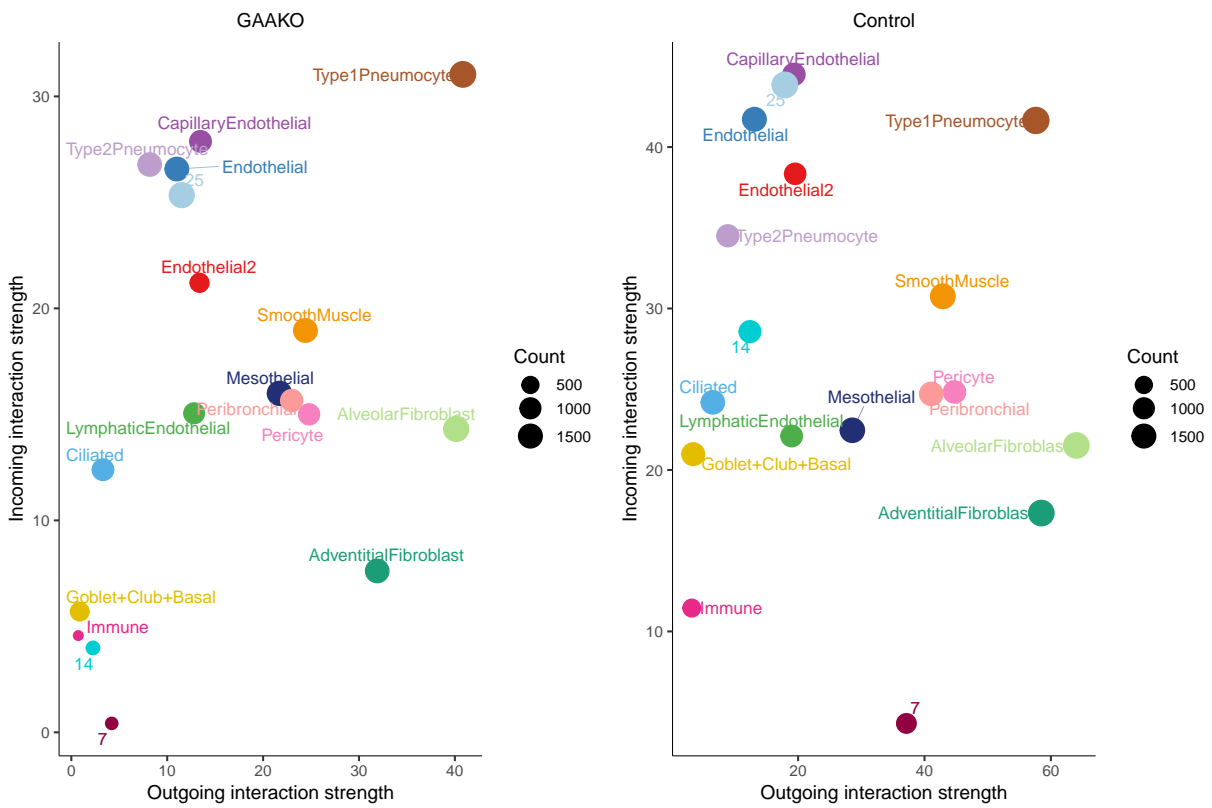 GAAKO
Incoming interaction strength
30
20
10
0
Type1Pneumocyte
CapillaryEndothelial
Type2Pneumocyte
Endothelial
25
Endothelial2
SmoothMuscle
Mesothelial
Peribronchial
AlveolarFibroblast
LymphaticEndothelial
Pericyte
Ciliated
AdventitialFibroblast
Goblet+Club+Basal
Immune
14
7
0 10 20 30 40
Outgoing interaction strength
Count
500
1000
1500
Control
Incoming interaction strength
40
30
20
10
CapillaryEndothelial
25
Type1Pneumocyte
Endothelial
Endothelial2
Type2Pneumocyte
SmoothMuscle
14
Pericyte
Ciliated
Mesothelial
Peribronchial
LymphaticEndothelial
AlveolarFibroblas
Goblet+Club+Basal
AdventitialFibroblas
Immune
7
20 40 60
Outgoing interaction strength
Count
500
1000
1500